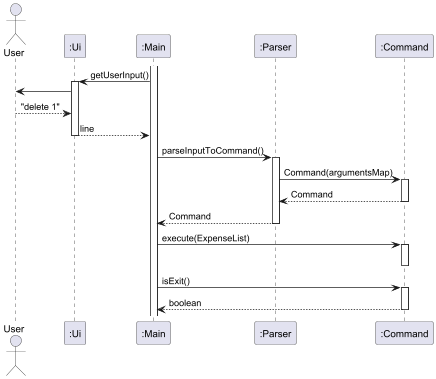 User
:Ui
:Main
:Parser
:Command
getUserInput()
"delete 1"
line
parseInputToCommand()
Command(argumentsMap)
Command
Command
execute(ExpenseList)
isExit()
boolean
User
:Ui
:Main
:Parser
:Command